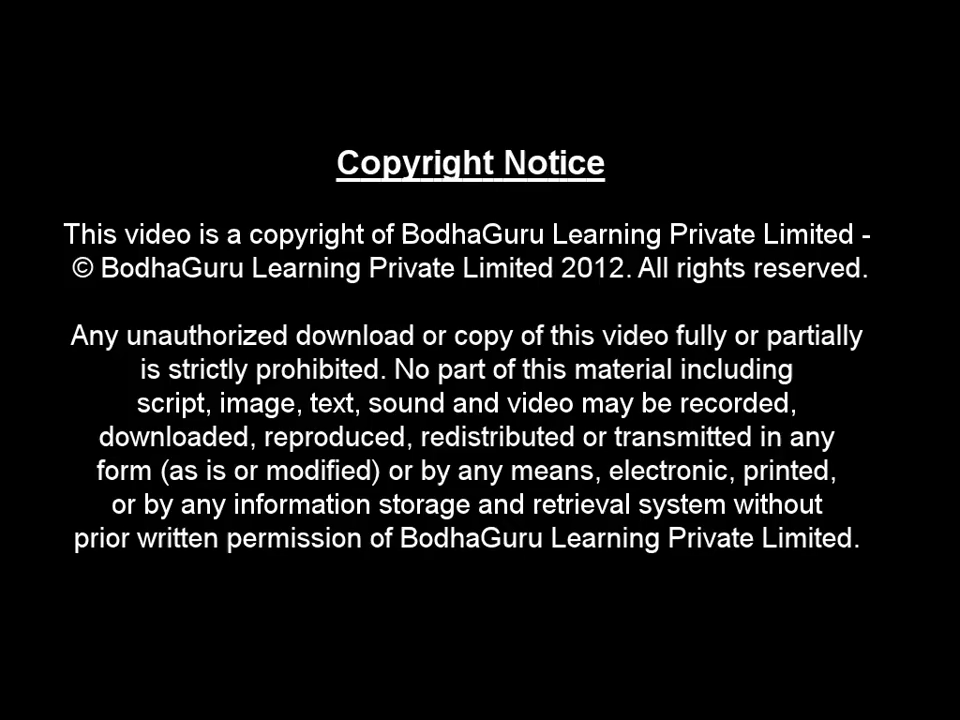 Copyright Notice
This video is a copyright of BodhaGuru Learning Private Limited -
© BodhaGuru Learning Private Limited 2012. All rights reserved.
Any unauthorized download or copy of this video fully or partially
is strictly prohibited. No part of this material including
script, image, text, sound and video may be recorded,
downloaded, reproduced, redistributed or transmitted in any
form (as is or modified) or by any means, electronic, printed,
or by any information storage and retrieval system without
prior written permission of BodhaGuru Learning Private Limited.